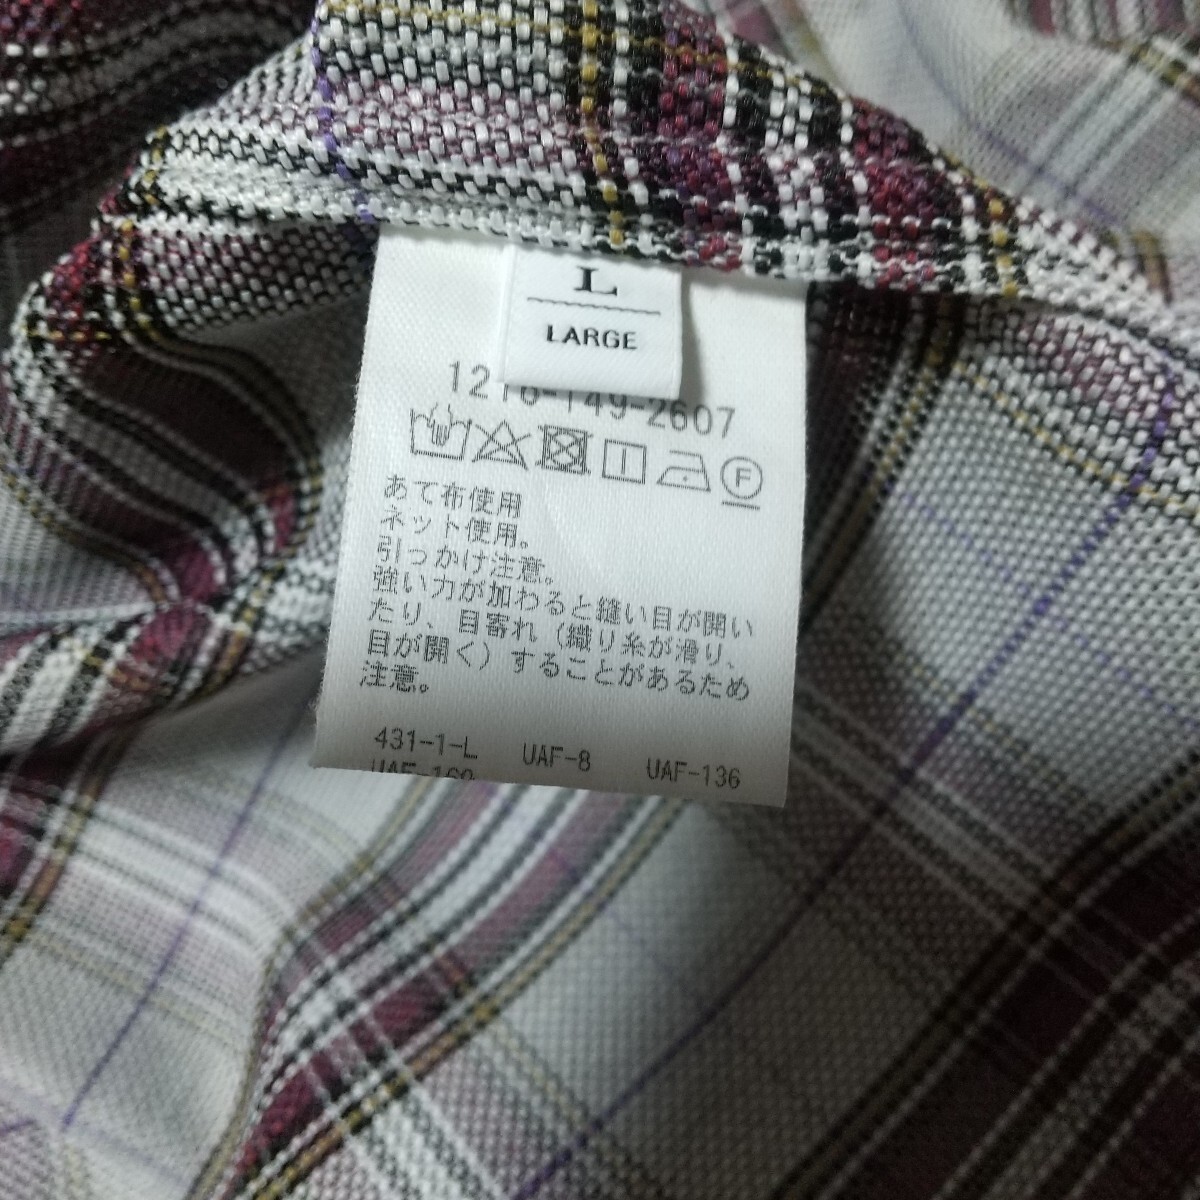 L
LARGE
1216-149-2607
F
あて布使用
ネット使用。
引っかけ注意。
強い力が加わると縫い目が開い
たり、目寄れ（織り糸が滑り、
目が開く）することがあるため
注意。
431-1-L UAF-8 UAF-136